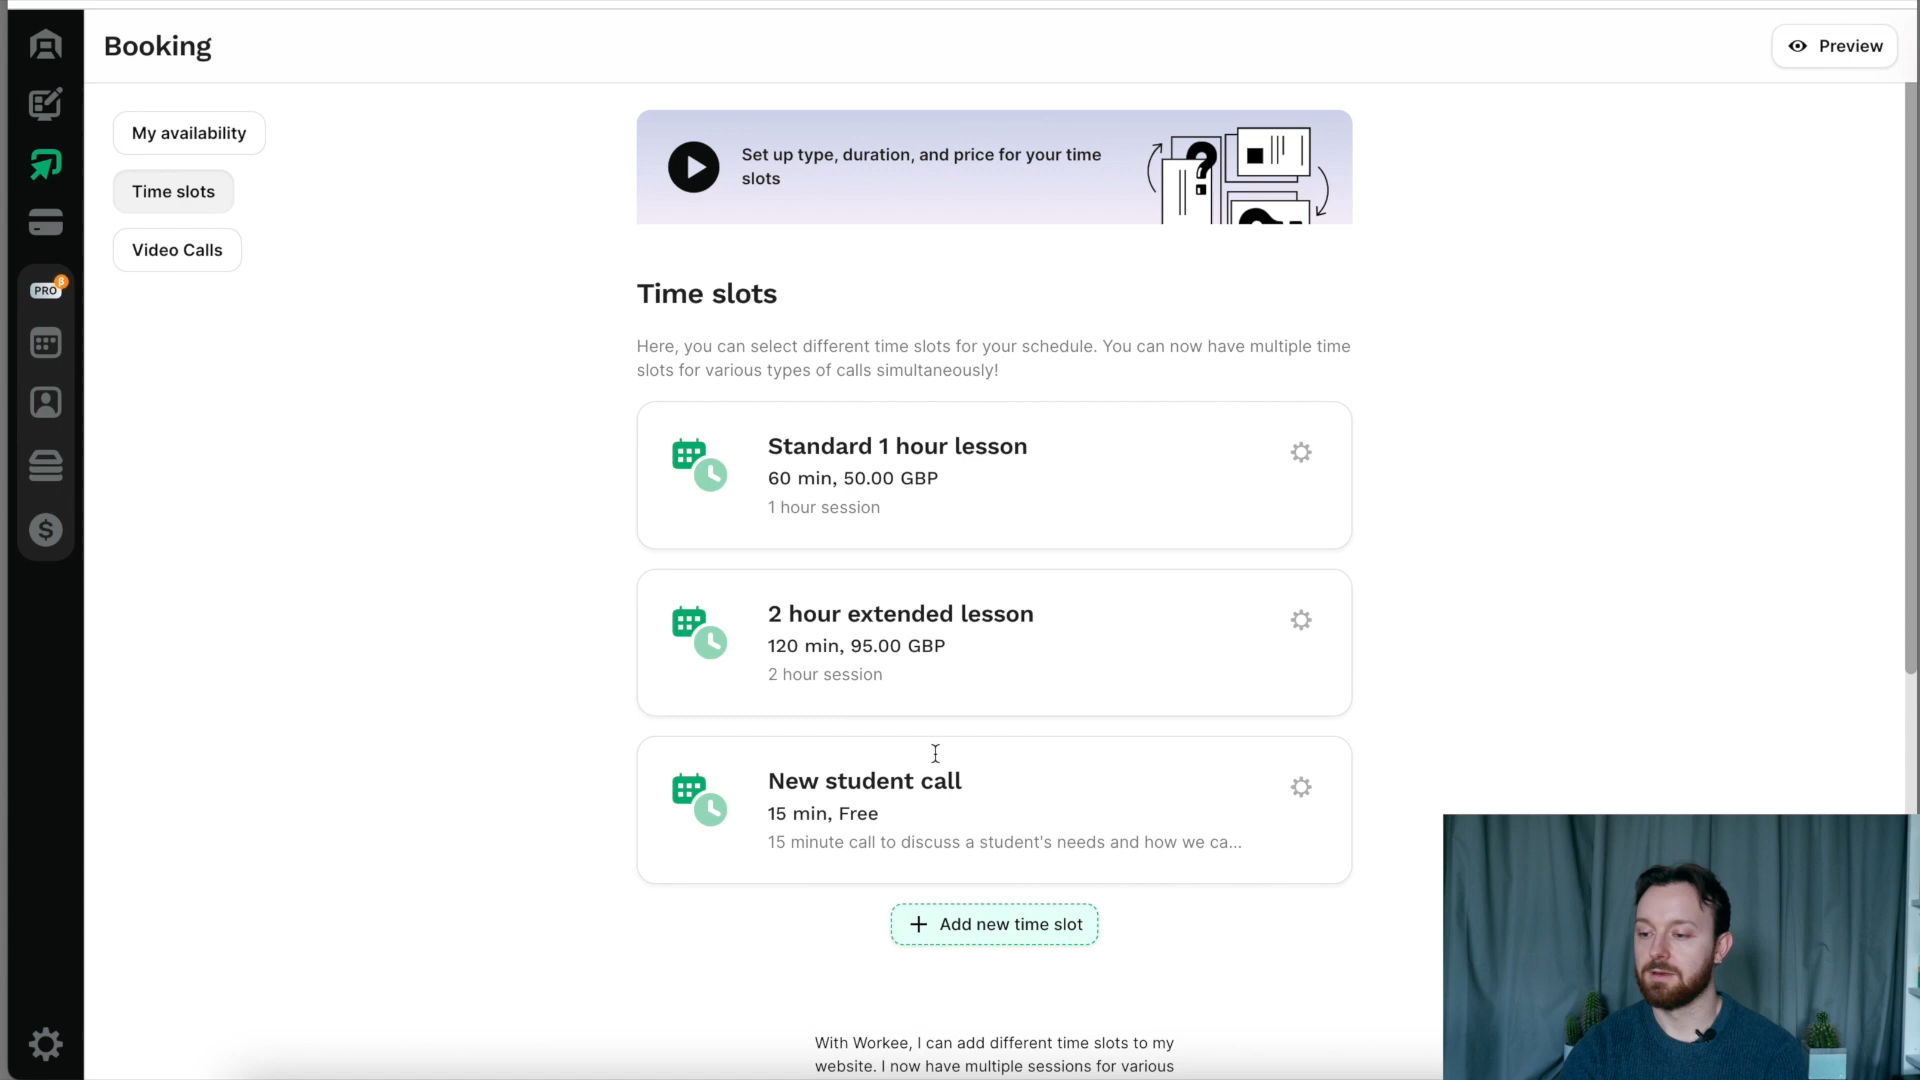 Booking
Preview
My availability
Time slots
Video Calls
PRO
β
Set up type, duration, and price for your time
slots
Time slots
Here, you can select different time slots for your schedule. You can now have multiple time
slots for various types of calls simultaneously!
Standard 1 hour lesson
60 min, 50.00 GBP
1 hour session
2 hour extended lesson
120 min, 95.00 GBP
2 hour session
New student call
15 min, Free
15 minute call to discuss a student's needs and how we ca...
+ Add new time slot
With Workee, I can add different time slots to my
website. I now have multiple sessions for various